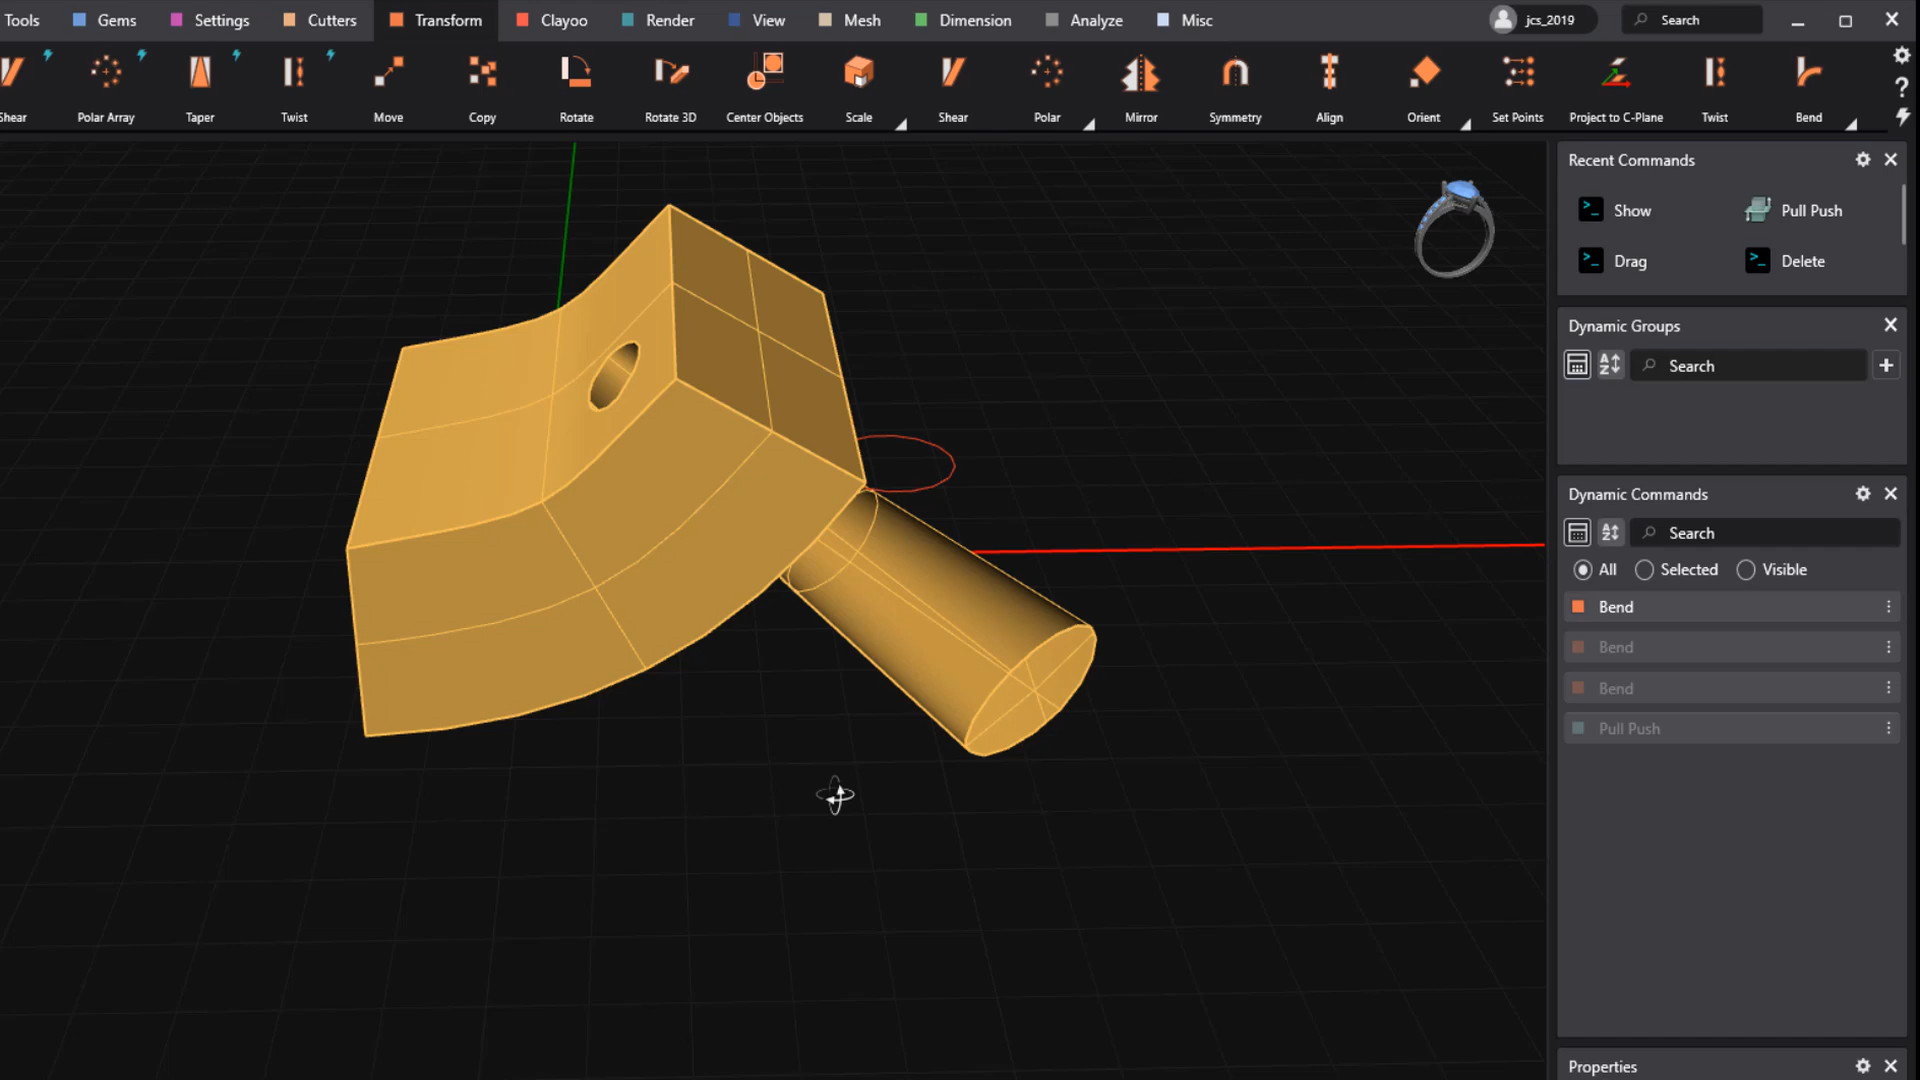 Tools Gems Settings Cutters Transform Clayoo Render View Mesh Dimension Analyze Misc jcs_2019 Search
Shear Polar Array Taper Twist Move Copy Rotate Rotate 3D Center Objects Scale Shear Polar Mirror Symmetry Align Orient Set Points Project to C-Plane Twist Bend
Recent Commands
Show Pull Push
Drag Delete
Dynamic Groups
Search
Dynamic Commands
Search
All Selected Visible
Bend
Bend
Bend
Pull Push
Properties